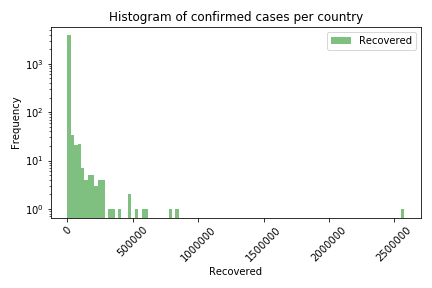 Histogram of confirmed cases per country
Recovered
10³
10²
10¹
10⁰
Frequency
0
500000
1000000
1500000
2000000
2500000
Recovered